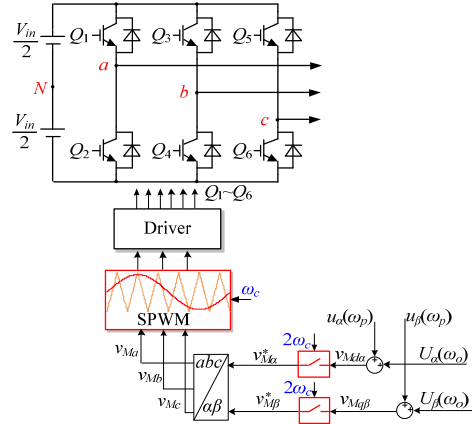 V_in/2 Q1 Q3 Q5
a
N b
c
V_in/2 Q2 Q4 Q6
Q1~Q6
Driver
ω_c
SPWM
u_α(ω_p) u_β(ω_p)
v_Ma abc v*_Mα 2ω_c v_Mdα + U_α(ω_o)
v_Mb
v_Mc αβ v*_Mβ 2ω_c v_Mqβ + U_β(ω_o)